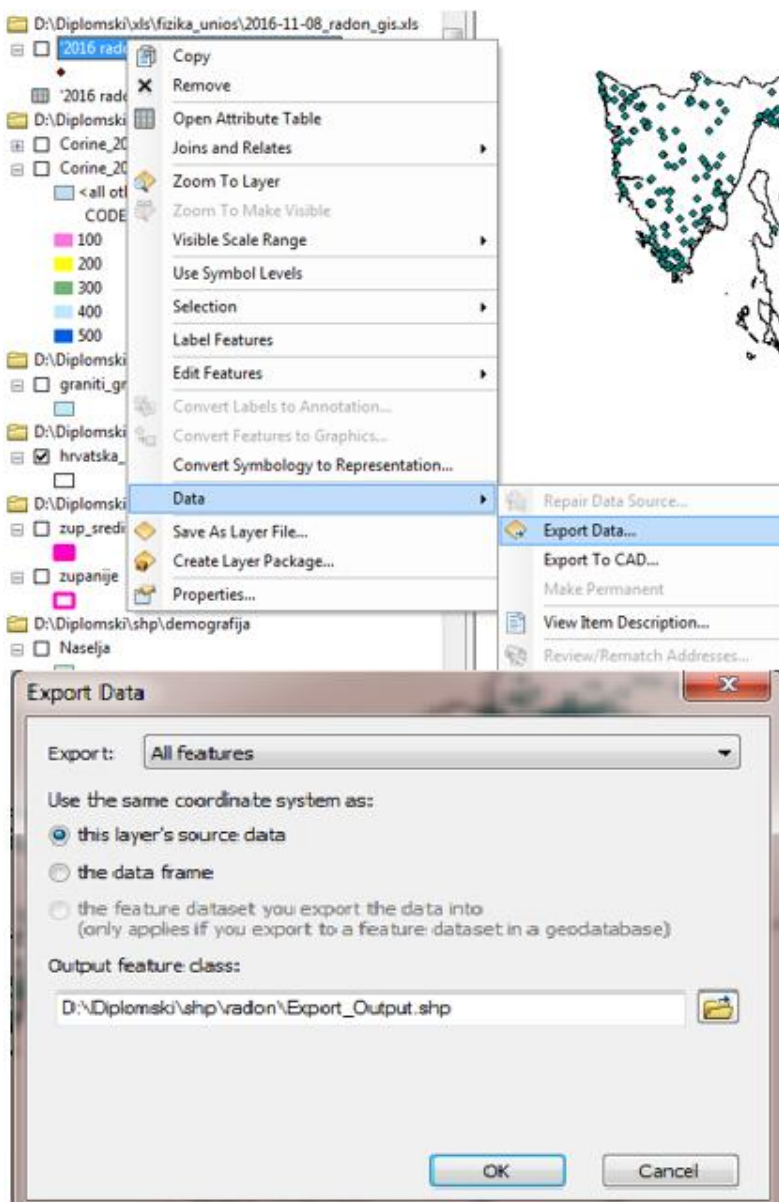 D:\Diplomski\xls\fizika_unios\2016-11-08_radon_gis.xls
'2016
'2016
D:\Diplomski
<all
CODE
100
200
300
400
500
D:\Diplomski
D:\Diplomski
hrvatska_
D:\Diplomski
zupanije
D:\Diplomski\shp\demografija
Naselja
Copy
Remove
Open Attribute Table
Joins and Relates
Zoom To Layer
Zoom To Make Visible
Visible Scale Range
Use Symbol Levels
Selection
Label Features
Edit Features
Convert Labels to Annotation...
Convert Features to Graphics...
Convert Symbology to Representation...
Data
Save As Layer File...
Create Layer Package...
Properties...
Repair Data Source...
Export Data...
Export To CAD...
Make Permanent
View Item Description...
Review/Rematch Addresses...
Export Data
Export: All features
Use the same coordinate system as:
this layer's source data
the data frame
the feature dataset you export the data into
(only applies if you export to a feature dataset in a geodatabase)
Output feature class:
D:\Diplomski\shp\radon\Export_Output.shp
OK Cancel